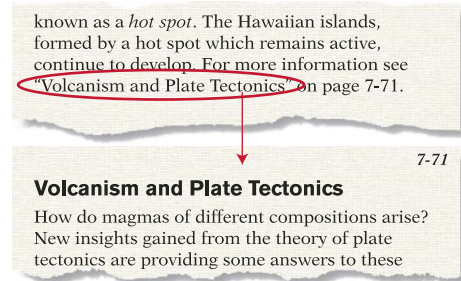 known as a hot spot. The Hawaiian islands,
formed by a hot spot which remains active,
continue to develop. For more information see
“Volcanism and Plate Tectonics” on page 7-71.
7-71
Volcanism and Plate Tectonics
How do magmas of different compositions arise?
New insights gained from the theory of plate
tectonics are providing some answers to these